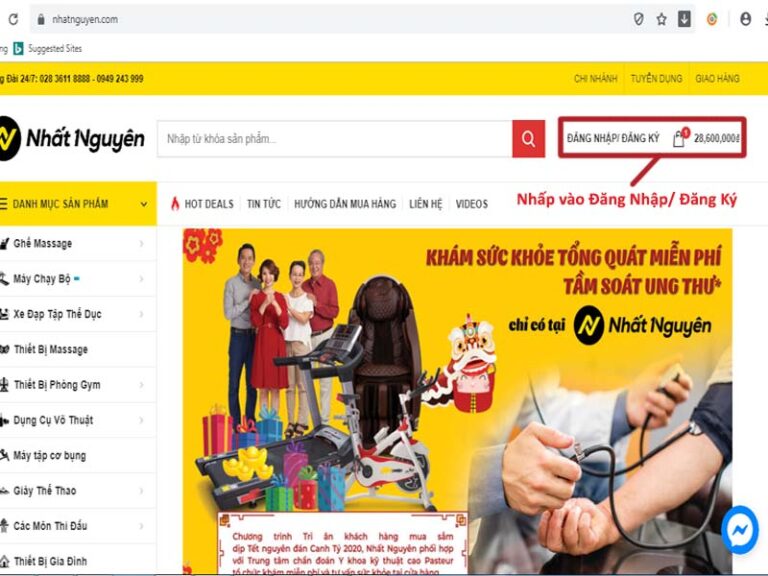 nhatnguyen.com
Suggested Sites
24/7: 028 3611 8888 - 0949 243 999
CHI NHÁNH
TUYỂN DỤNG
GIAO HÀNG
Nhất Nguyên
Nhập từ khóa sản phẩm...
ĐĂNG NHẬP/ ĐĂNG KÝ
1
28,600,000₫
Nhấp vào Đăng Nhập/ Đăng Ký
DANH MỤC SẢN PHẨM
HOT DEALS
TIN TỨC
HƯỚNG DẪN MUA HÀNG
LIÊN HỆ
VIDEOS
Ghế Massage
Máy Chạy Bộ
Xe Đạp Tập Thể Dục
Thiết Bị Massage
Thiết Bị Phòng Gym
Dụng Cụ Võ Thuật
Máy tập cơ bụng
Giầy Thể Thao
Các Môn Thi Đấu
Thiết Bị Gia Đình
KHÁM SỨC KHỎE TỔNG QUÁT MIỄN PHÍ
TẦM SOÁT UNG THƯ*
chỉ có tại Nhất Nguyên
Chương trình Tri ân khách hàng mua sắm
dịp Tết nguyên đán Canh Tý 2020, Nhất Nguyên phối hợp
với Trung tâm chẩn đoán Y khoa kỹ thuật cao Pasteur
tổ chức khám miễn phí và tư vấn sức khỏe tại cửa hàng